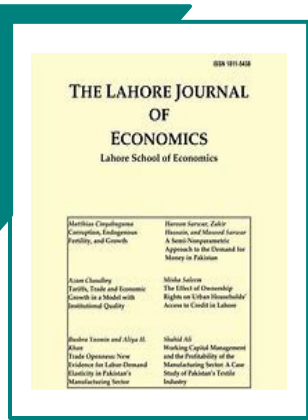 ISSN 1811-5438
THE LAHORE JOURNAL
OF
ECONOMICS
Lahore School of Economics
Matthias Cinyabuguma
Corruption, Endogenous
Fertility, and Growth
Haroon Sarwar, Zakir
Hussain, and Masood Sarwar
A Semi-Nonparametric
Approach to the Demand for
Money in Pakistan
Azam Chaudhry
Tariffs, Trade and Economic
Growth in a Model with
Institutional Quality
Misha Saleem
The Effect of Ownership
Rights on Urban Households'
Access to Credit in Lahore
Bushra Yasmin and Aliya H.
Khan
Trade Openness: New
Evidence for Labor-Demand
Elasticity in Pakistan's
Manufacturing Sector
Shahid Ali
Working Capital Management
and the Profitability of the
Manufacturing Sector: A Case
Study of Pakistan's Textile
Industry